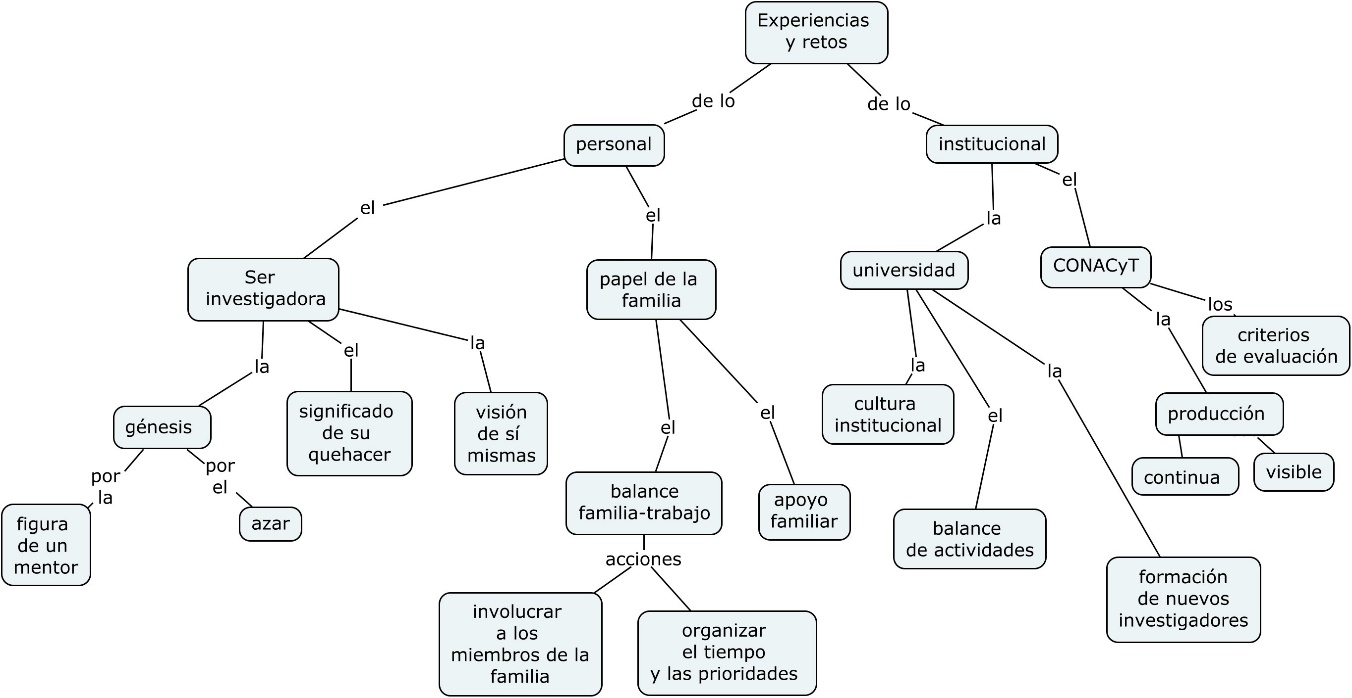 Experiencias
y retos
de lo
de lo
personal
institucional
el
el
la
el
Ser
investigadora
papel de la
familia
universidad
CONACyT
la
el
la
el
el
la
el
la
la
los
génesis
significado
de su
quehacer
visión
de sí
mismas
cultura
institucional
criterios
de evaluación
producción
por
la
por
el
figura
de un
mentor
azar
balance
familia-trabajo
apoyo
familiar
balance
de actividades
continua
visible
acciones
formación
de nuevos
investigadores
involucrar
a los
miembros de la
familia
organizar
el tiempo
y las prioridades